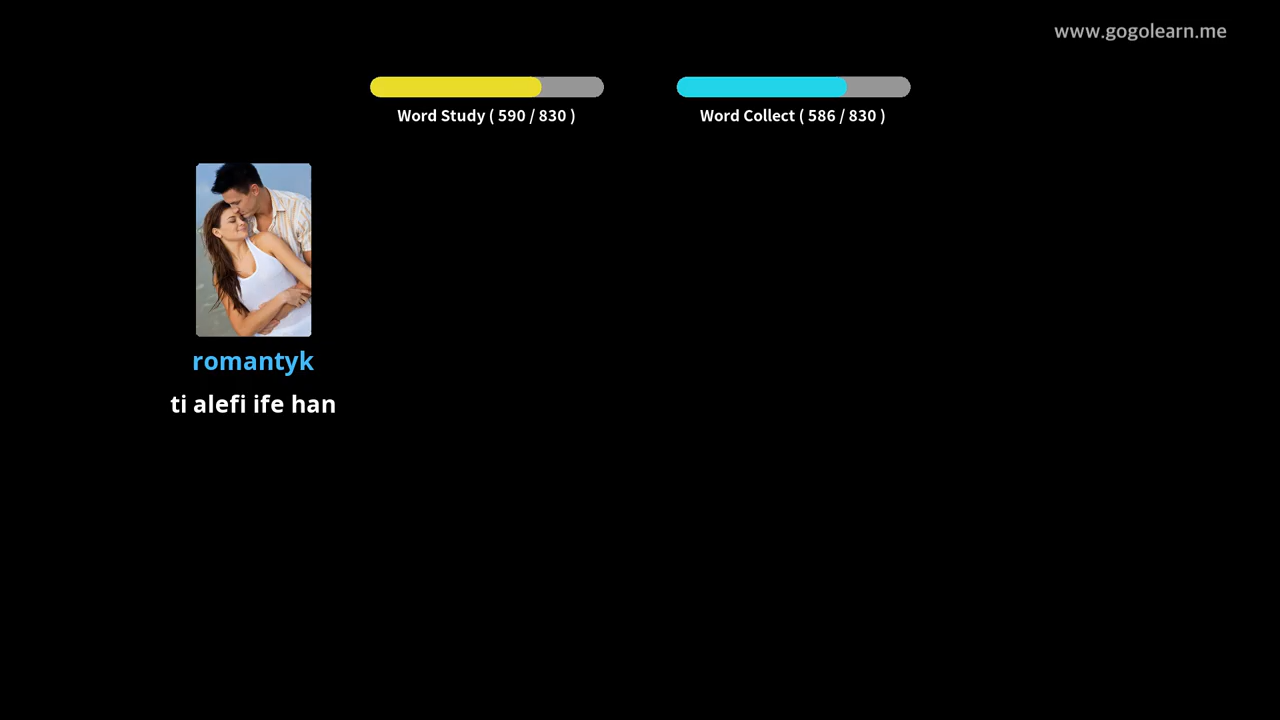 www.gogolearn.me
Word Study ( 590 / 830 )
Word Collect ( 586 / 830 )
romantyk
ti alefi ife han